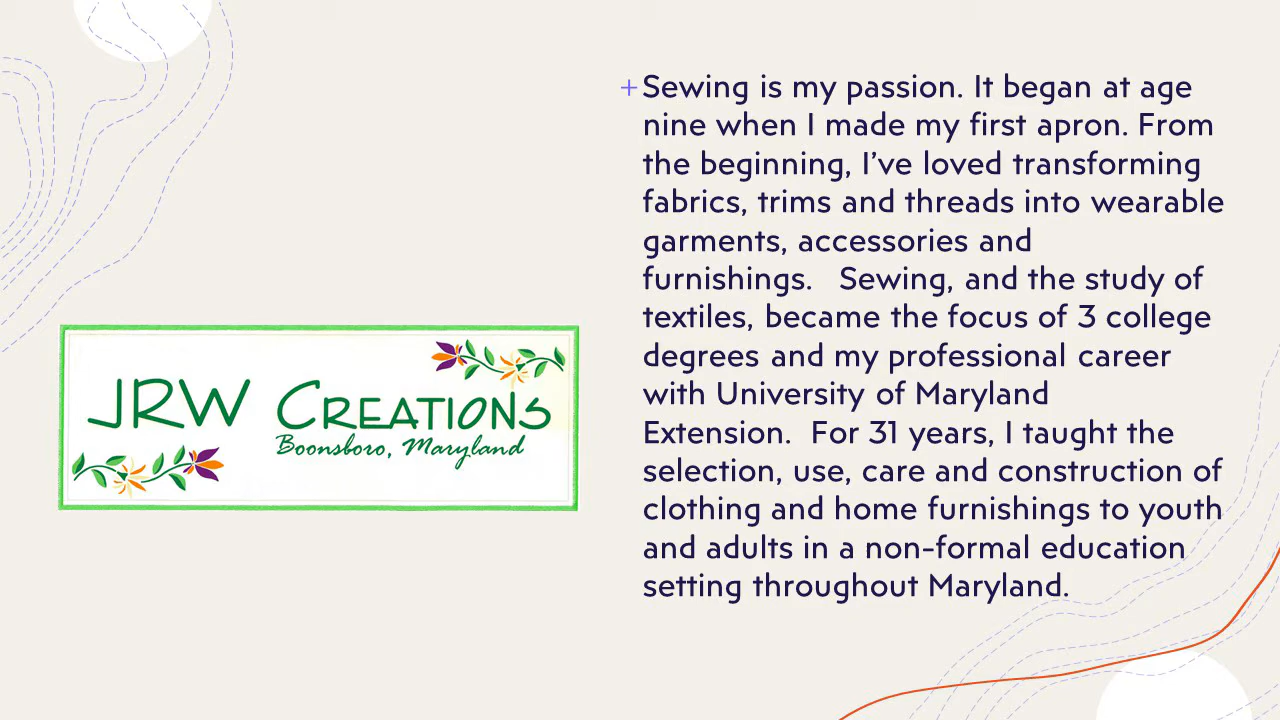 JRW CREATIONS
Boonsboro, Maryland
+ Sewing is my passion. It began at age
nine when I made my first apron. From
the beginning, I’ve loved transforming
fabrics, trims and threads into wearable
garments, accessories and
furnishings.   Sewing, and the study of
textiles, became the focus of 3 college
degrees and my professional career
with University of Maryland
Extension.  For 31 years, I taught the
selection, use, care and construction of
clothing and home furnishings to youth
and adults in a non-formal education
setting throughout Maryland.